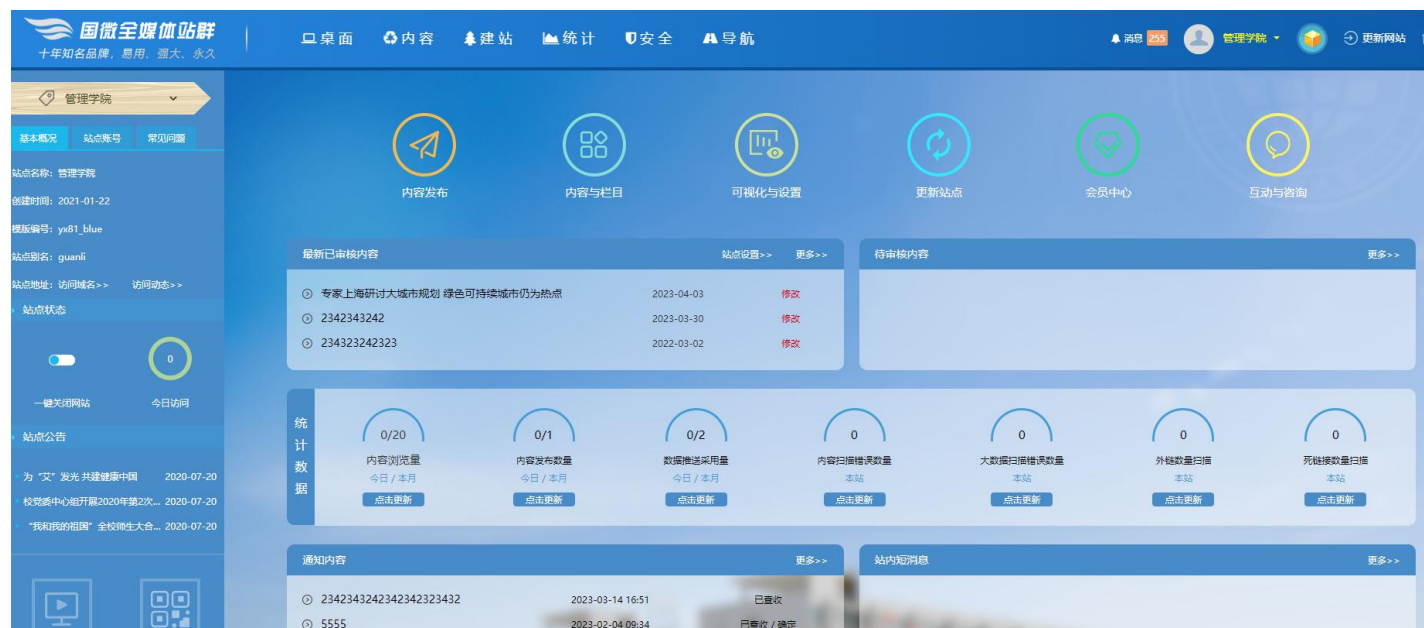 国微全媒体站群
十年知名品牌，易用、强大、永久
桌面 内容 建站 统计 安全 导航
消息 255 管理学院 更新网站
管理学院
基本概况 站点账号 常见问题
站点名称：管理学院
创建时间：2021-01-22
模版编号：yx81_blue
站点别名：guanli
站点地址：访问域名>> 访问动态>>
站点状态
0
一键关闭网站 今日访问
站点公告
为“艾”发光 共建健康中国 2020-07-20
校党委中心组开展2020年第2次... 2020-07-20
“我和我的祖国”全校师生大合... 2020-07-20
内容发布 内容与栏目 可视化与设置 更新站点 会员中心 互动与咨询
最新已审核内容 站点设置>> 更多>>
专家上海研讨大城市规划 绿色可持续城市仍为热点 2023-04-03 修改
2342343242 2023-03-30 修改
234323242323 2022-03-02 修改
待审核内容 更多>>
统计数据
0/20 0/1 0/2 0 0 0 0
内容浏览量 内容发布数量 数据推送采用量 内容扫描错误数量 大数据扫描错误数量 外链数量扫描 死链接数量扫描
今日 / 本月 今日 / 本月 今日 / 本月 本站 本站 本站 本站
点击更新 点击更新 点击更新 点击更新 点击更新 点击更新 点击更新
通知内容 更多>>
2342343242342342323432 2023-03-14 16:51 已查收
5555 2023-02-04 09:34 已查收 / 确定
站内短消息 更多>>